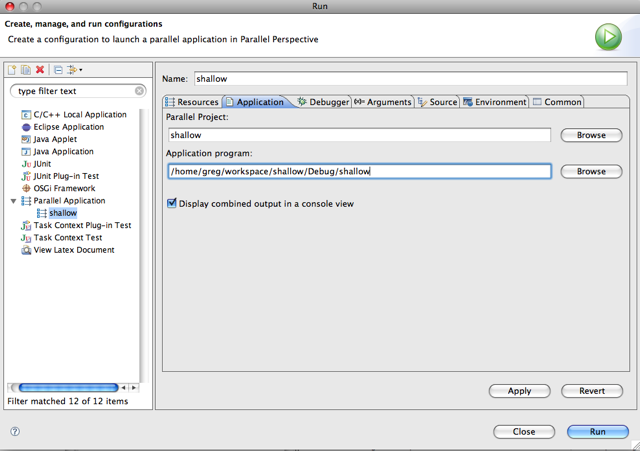 Run
Create, manage, and run configurations
Create a configuration to launch a parallel application in Parallel Perspective
type filter text
C/C++ Local Application
Eclipse Application
Java Applet
Java Application
JUnit
JUnit Plug-in Test
OSGi Framework
Parallel Application
shallow
Task Context Plug-in Test
Task Context Test
View Latex Document
Filter matched 12 of 12 items
Name: shallow
Resources Application Debugger Arguments Source Environment Common
Parallel Project:
shallow Browse
Application program:
/home/greg/workspace/shallow/Debug/shallow Browse
Display combined output in a console view
Apply Revert
Close Run